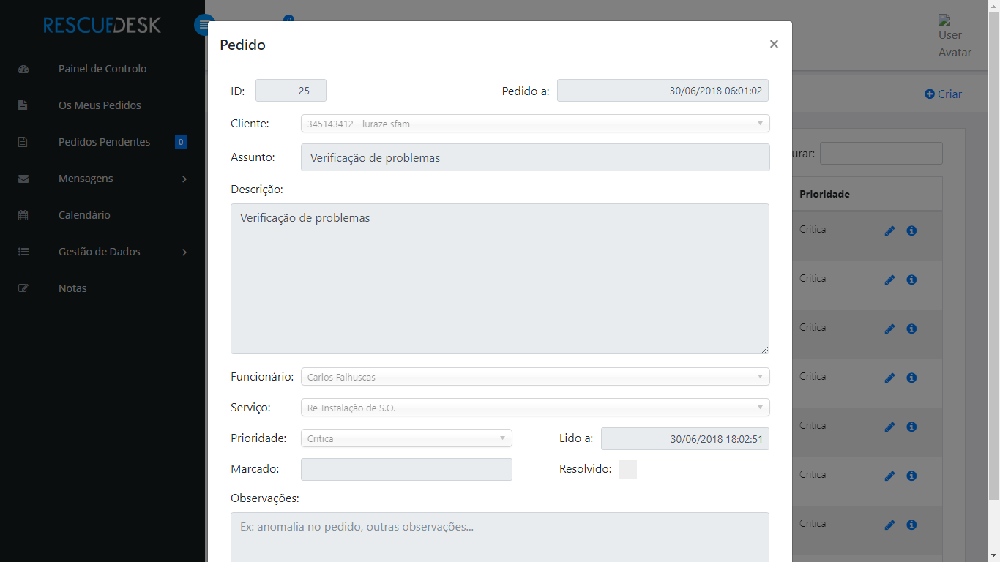 RESCUEDESK
0
User
Avatar
Painel de Controlo
Os Meus Pedidos
Pedidos Pendentes 0
Mensagens
Calendário
Gestão de Dados
Notas
Criar
urar:
Prioridade
Critica
Critica
Critica
Critica
Critica
Critica
Critica
Pedido ×
ID: 25 Pedido a: 30/06/2018 06:01:02
Cliente: 345143412 - luraze sfam
Assunto: Verificação de problemas
Descrição:
Verificação de problemas
Funcionário: Carlos Falhuscas
Serviço: Re-Instalação de S.O.
Prioridade: Critica Lido a: 30/06/2018 18:02:51
Marcado: Resolvido:
Observações:
Ex: anomalia no pedido, outras observações...